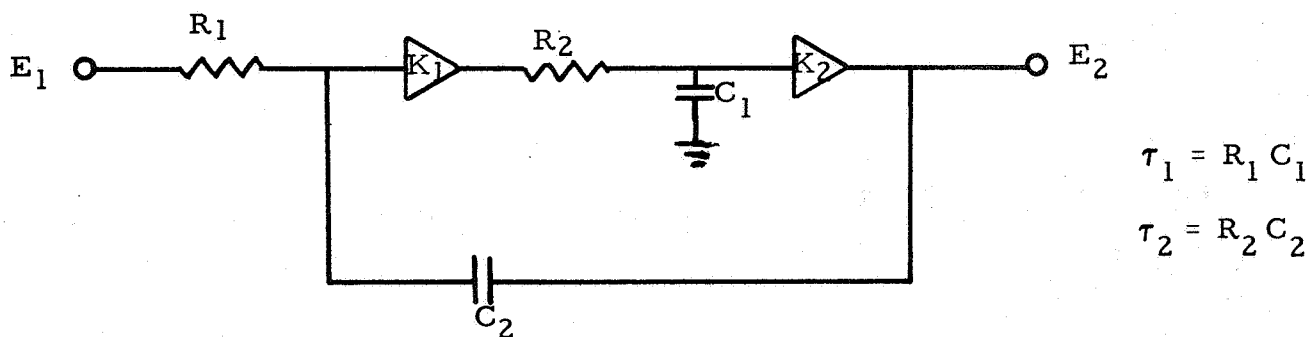 R1
R2
E1
K1
K2
E2
C1
τ1 = R1 C1
τ2 = R2 C2
C2